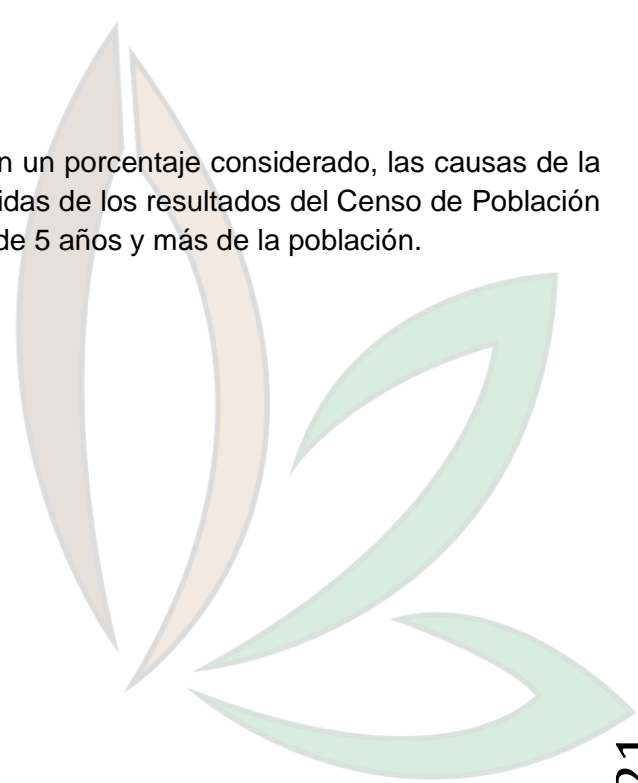 n un porcentaje considerado, las causas de la
idas de los resultados del Censo de Población
de 5 años y más de la población.
21